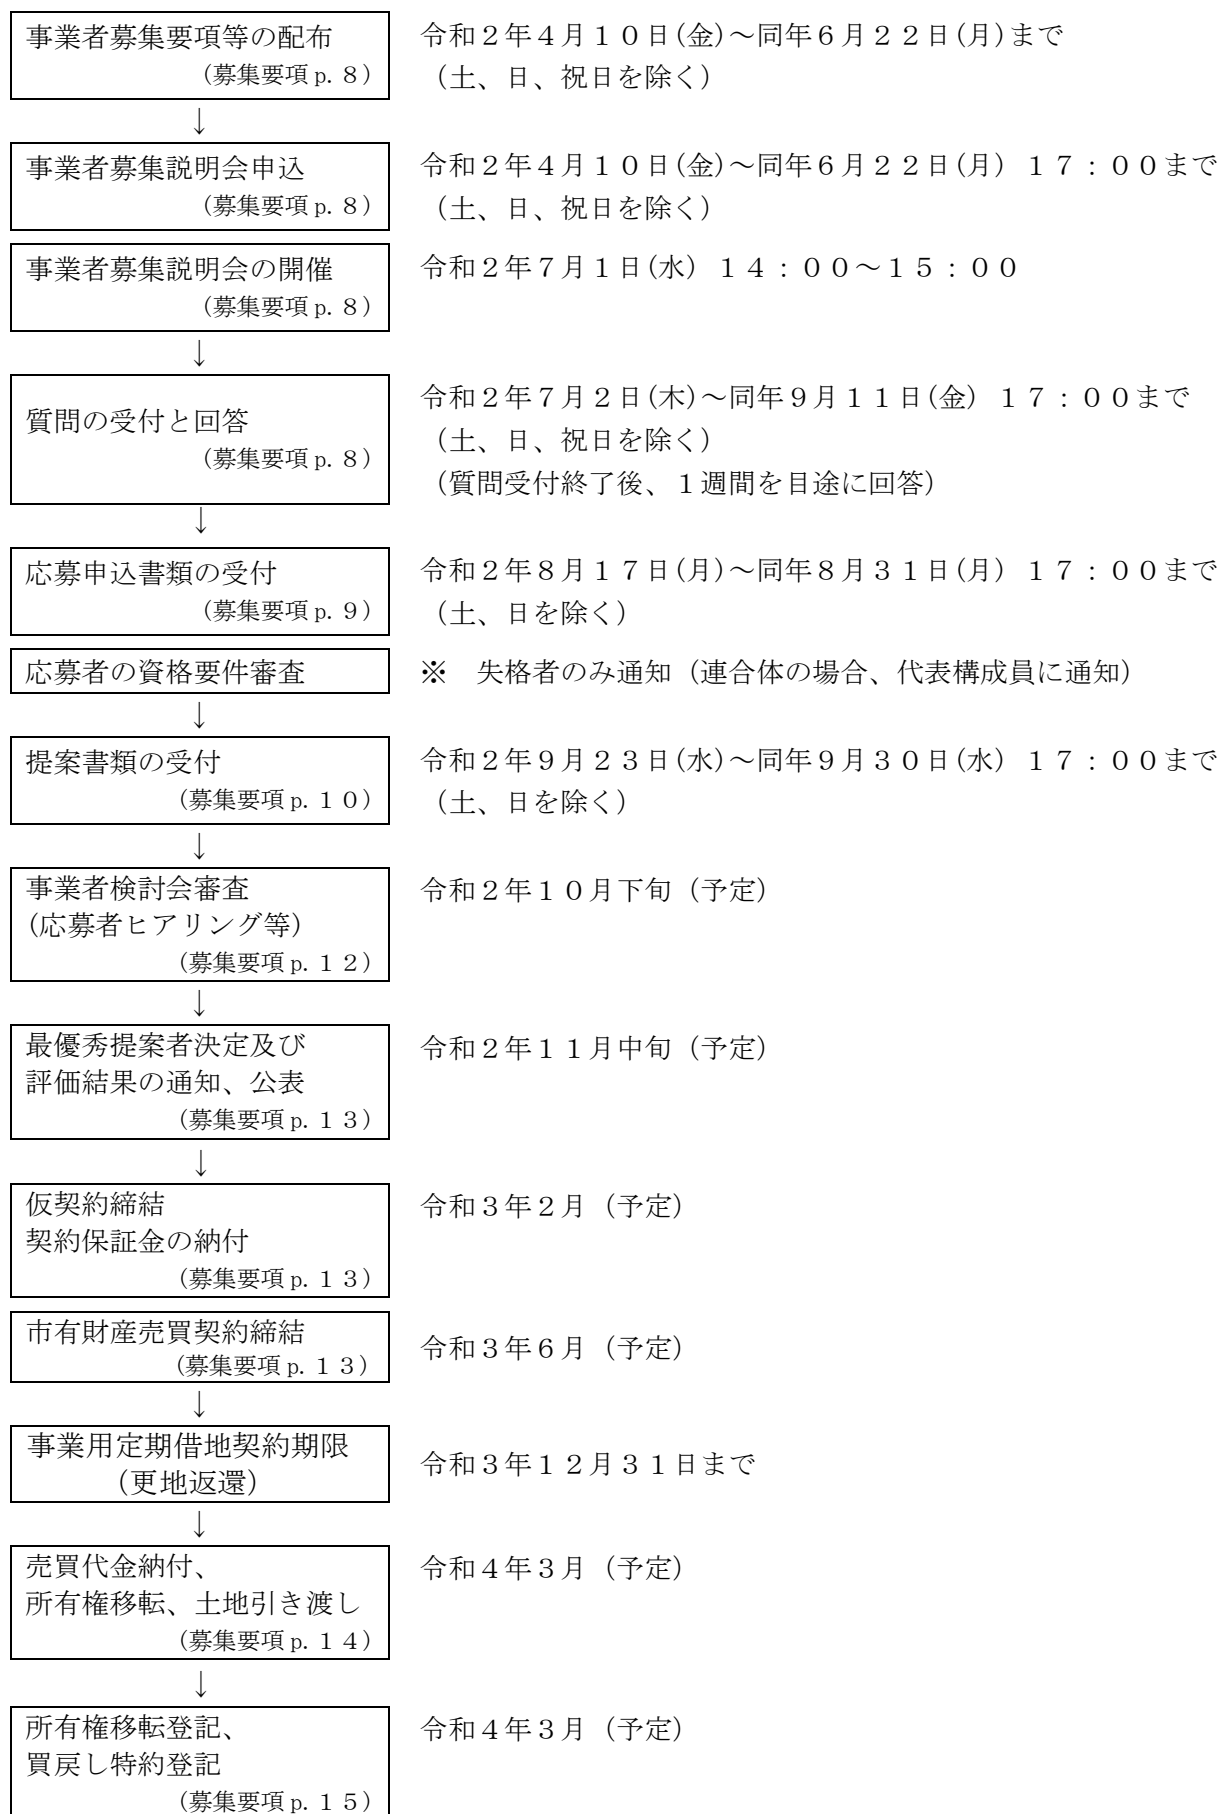 事業者募集要項等の配布
(募集要項p.８)
令和２年４月１０日(金)～同年６月２２日(月)まで
(土、日、祝日を除く)
↓
事業者募集説明会申込
(募集要項p.８)
令和２年４月１０日(金)～同年６月２２日(月) １７：００まで
(土、日、祝日を除く)
事業者募集説明会の開催
(募集要項p.８)
令和２年７月１日(水) １４：００～１５：００
↓
質問の受付と回答
(募集要項p.８)
令和２年７月２日(木)～同年９月１１日(金) １７：００まで
(土、日、祝日を除く)
(質問受付終了後、１週間を目途に回答)
↓
応募申込書類の受付
(募集要項p.９)
令和２年８月１７日(月)～同年８月３１日(月) １７：００まで
(土、日を除く)
応募者の資格要件審査
※　失格者のみ通知(連合体の場合、代表構成員に通知)
↓
提案書類の受付
(募集要項p.１０)
令和２年９月２３日(水)～同年９月３０日(水) １７：００まで
(土、日を除く)
↓
事業者検討会審査
(応募者ヒアリング等)
(募集要項p.１２)
令和２年１０月下旬(予定)
↓
最優秀提案者決定及び
評価結果の通知、公表
(募集要項p.１３)
令和２年１１月中旬(予定)
↓
仮契約締結
契約保証金の納付
(募集要項p.１３)
令和３年２月(予定)
市有財産売買契約締結
(募集要項p.１３)
令和３年６月(予定)
↓
事業用定期借地契約期限
(更地返還)
令和３年１２月３１日まで
↓
売買代金納付、
所有権移転、土地引き渡し
(募集要項p.１４)
令和４年３月(予定)
↓
所有権移転登記、
買戻し特約登記
(募集要項p.１５)
令和４年３月(予定)